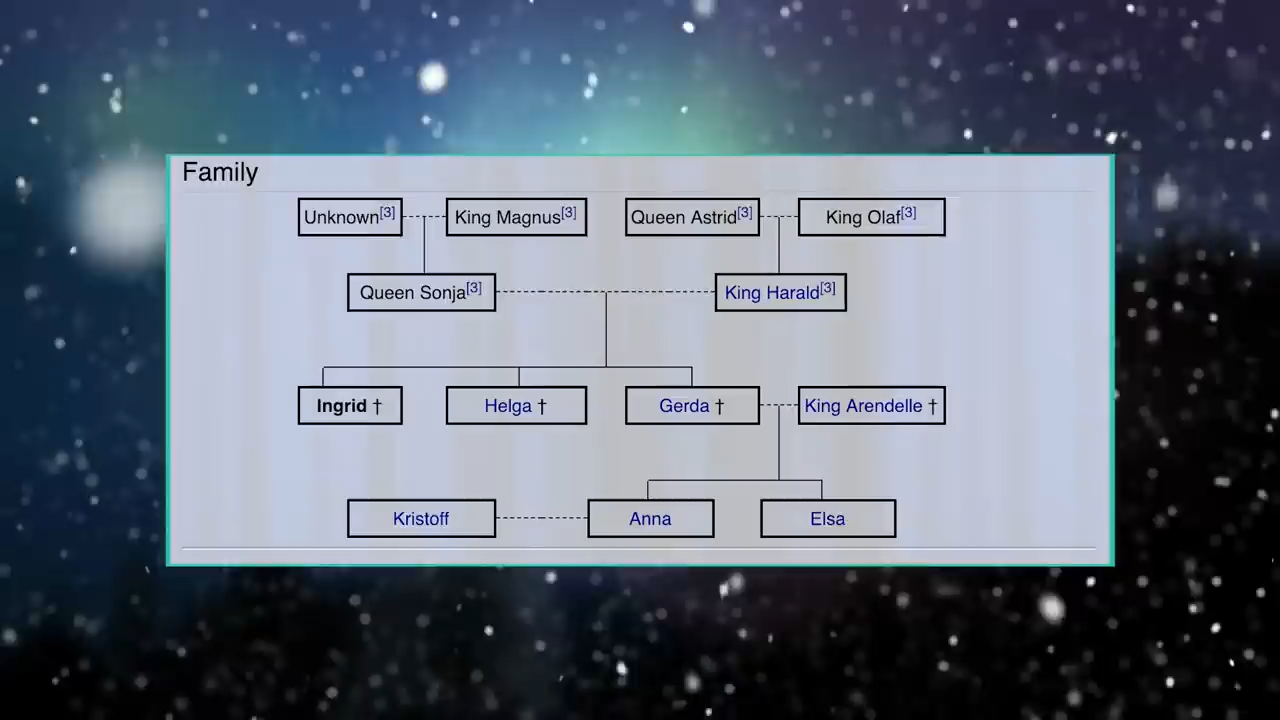 Family
Unknown[3] King Magnus[3] Queen Astrid[3] King Olaf[3]
Queen Sonja[3] King Harald[3]
Ingrid † Helga † Gerda † King Arendelle †
Kristoff Anna Elsa